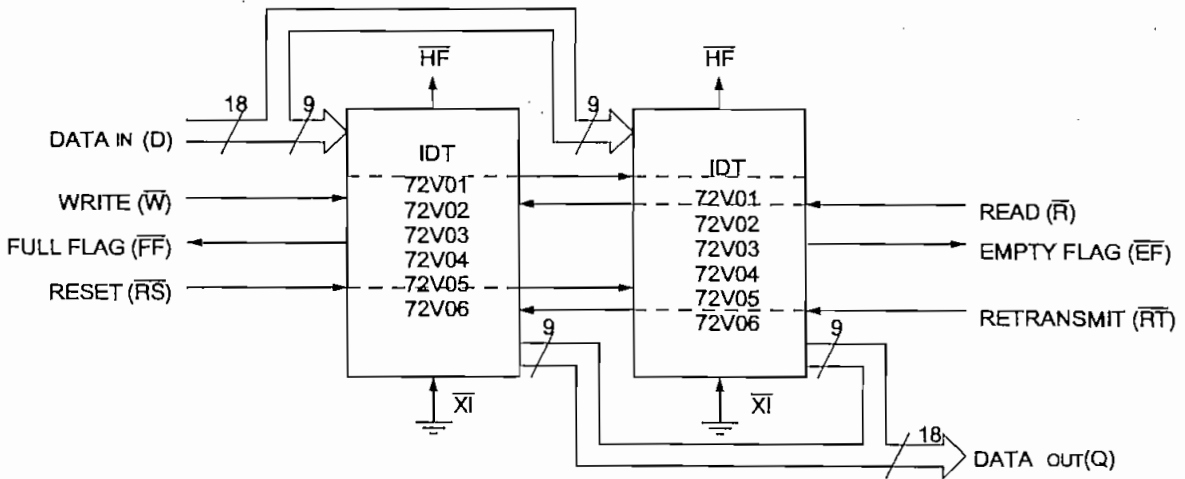 HF
HF
18
9
9
DATA IN (D)
IDT
72V01
72V02
72V03
72V04
72V05
72V06
IDT
72V01
72V02
72V03
72V04
72V05
72V06
WRITE (W)
READ (R)
FULL FLAG (FF)
EMPTY FLAG (EF)
RESET (RS)
RETRANSMIT (RT)
9
9
XI
XI
18
DATA OUT(Q)